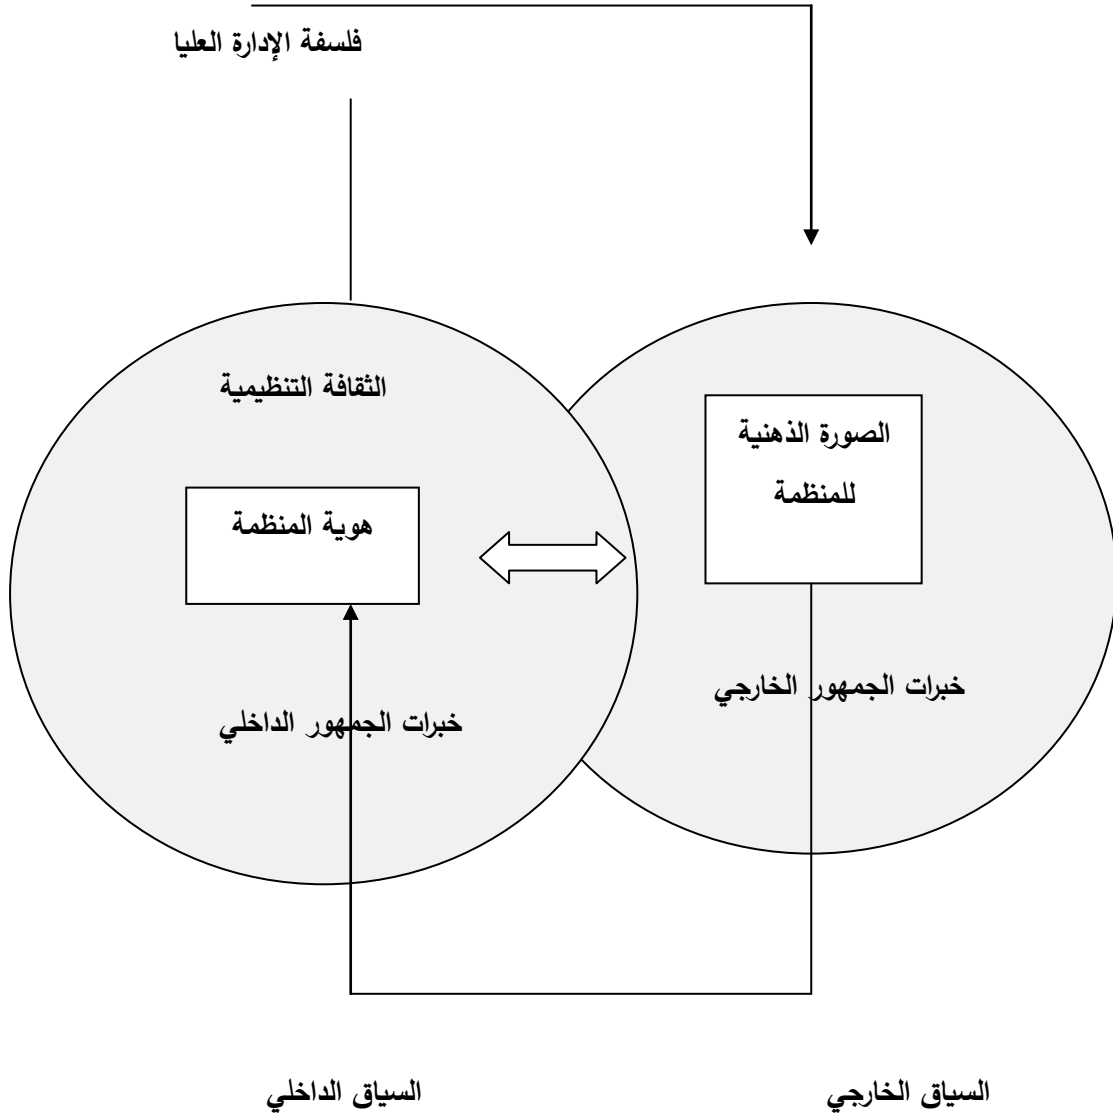 فلسفة الإدارة العليا
الثقافة التنظيمية
الصورة الذهنية
للمنظمة
هوية المنظمة
خبرات الجمهور الخارجي
خبرات الجمهور الداخلي
السياق الخارجي
السياق الداخلي